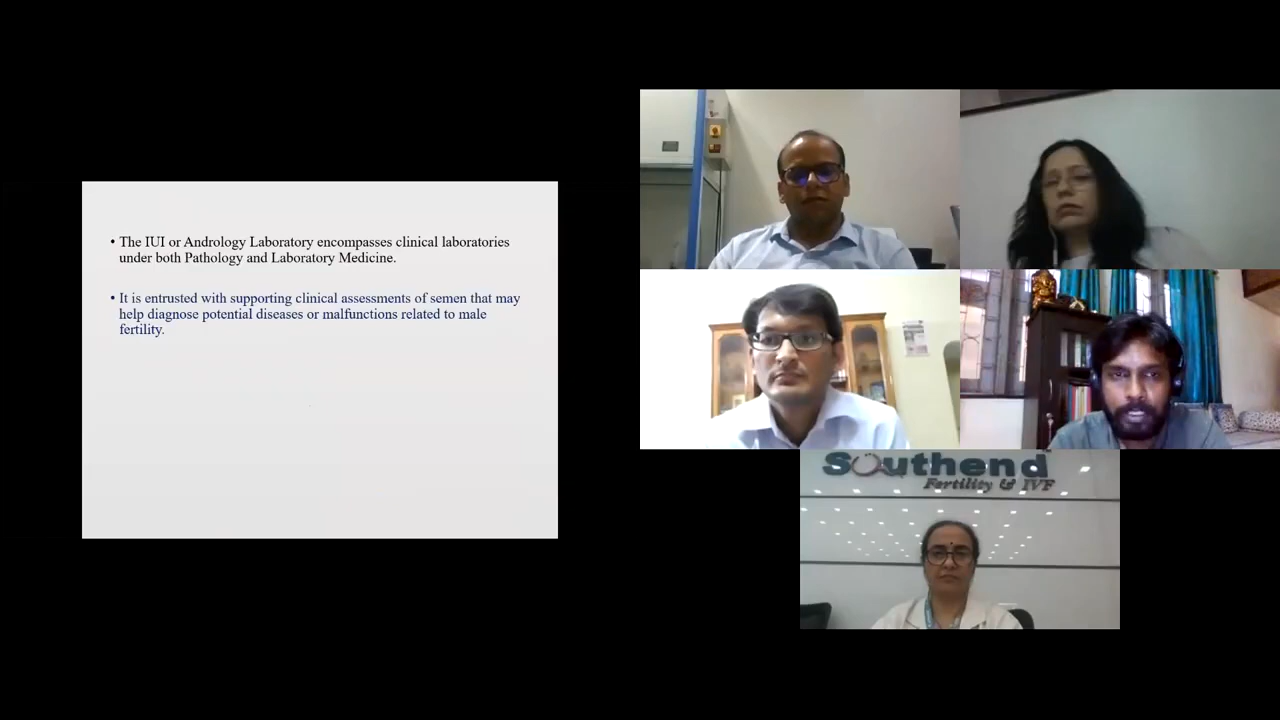 • The IUI or Andrology Laboratory encompasses clinical laboratories
under both Pathology and Laboratory Medicine.
• It is entrusted with supporting clinical assessments of semen that may
help diagnose potential diseases or malfunctions related to male
fertility.
Southend
Fertility & IVF